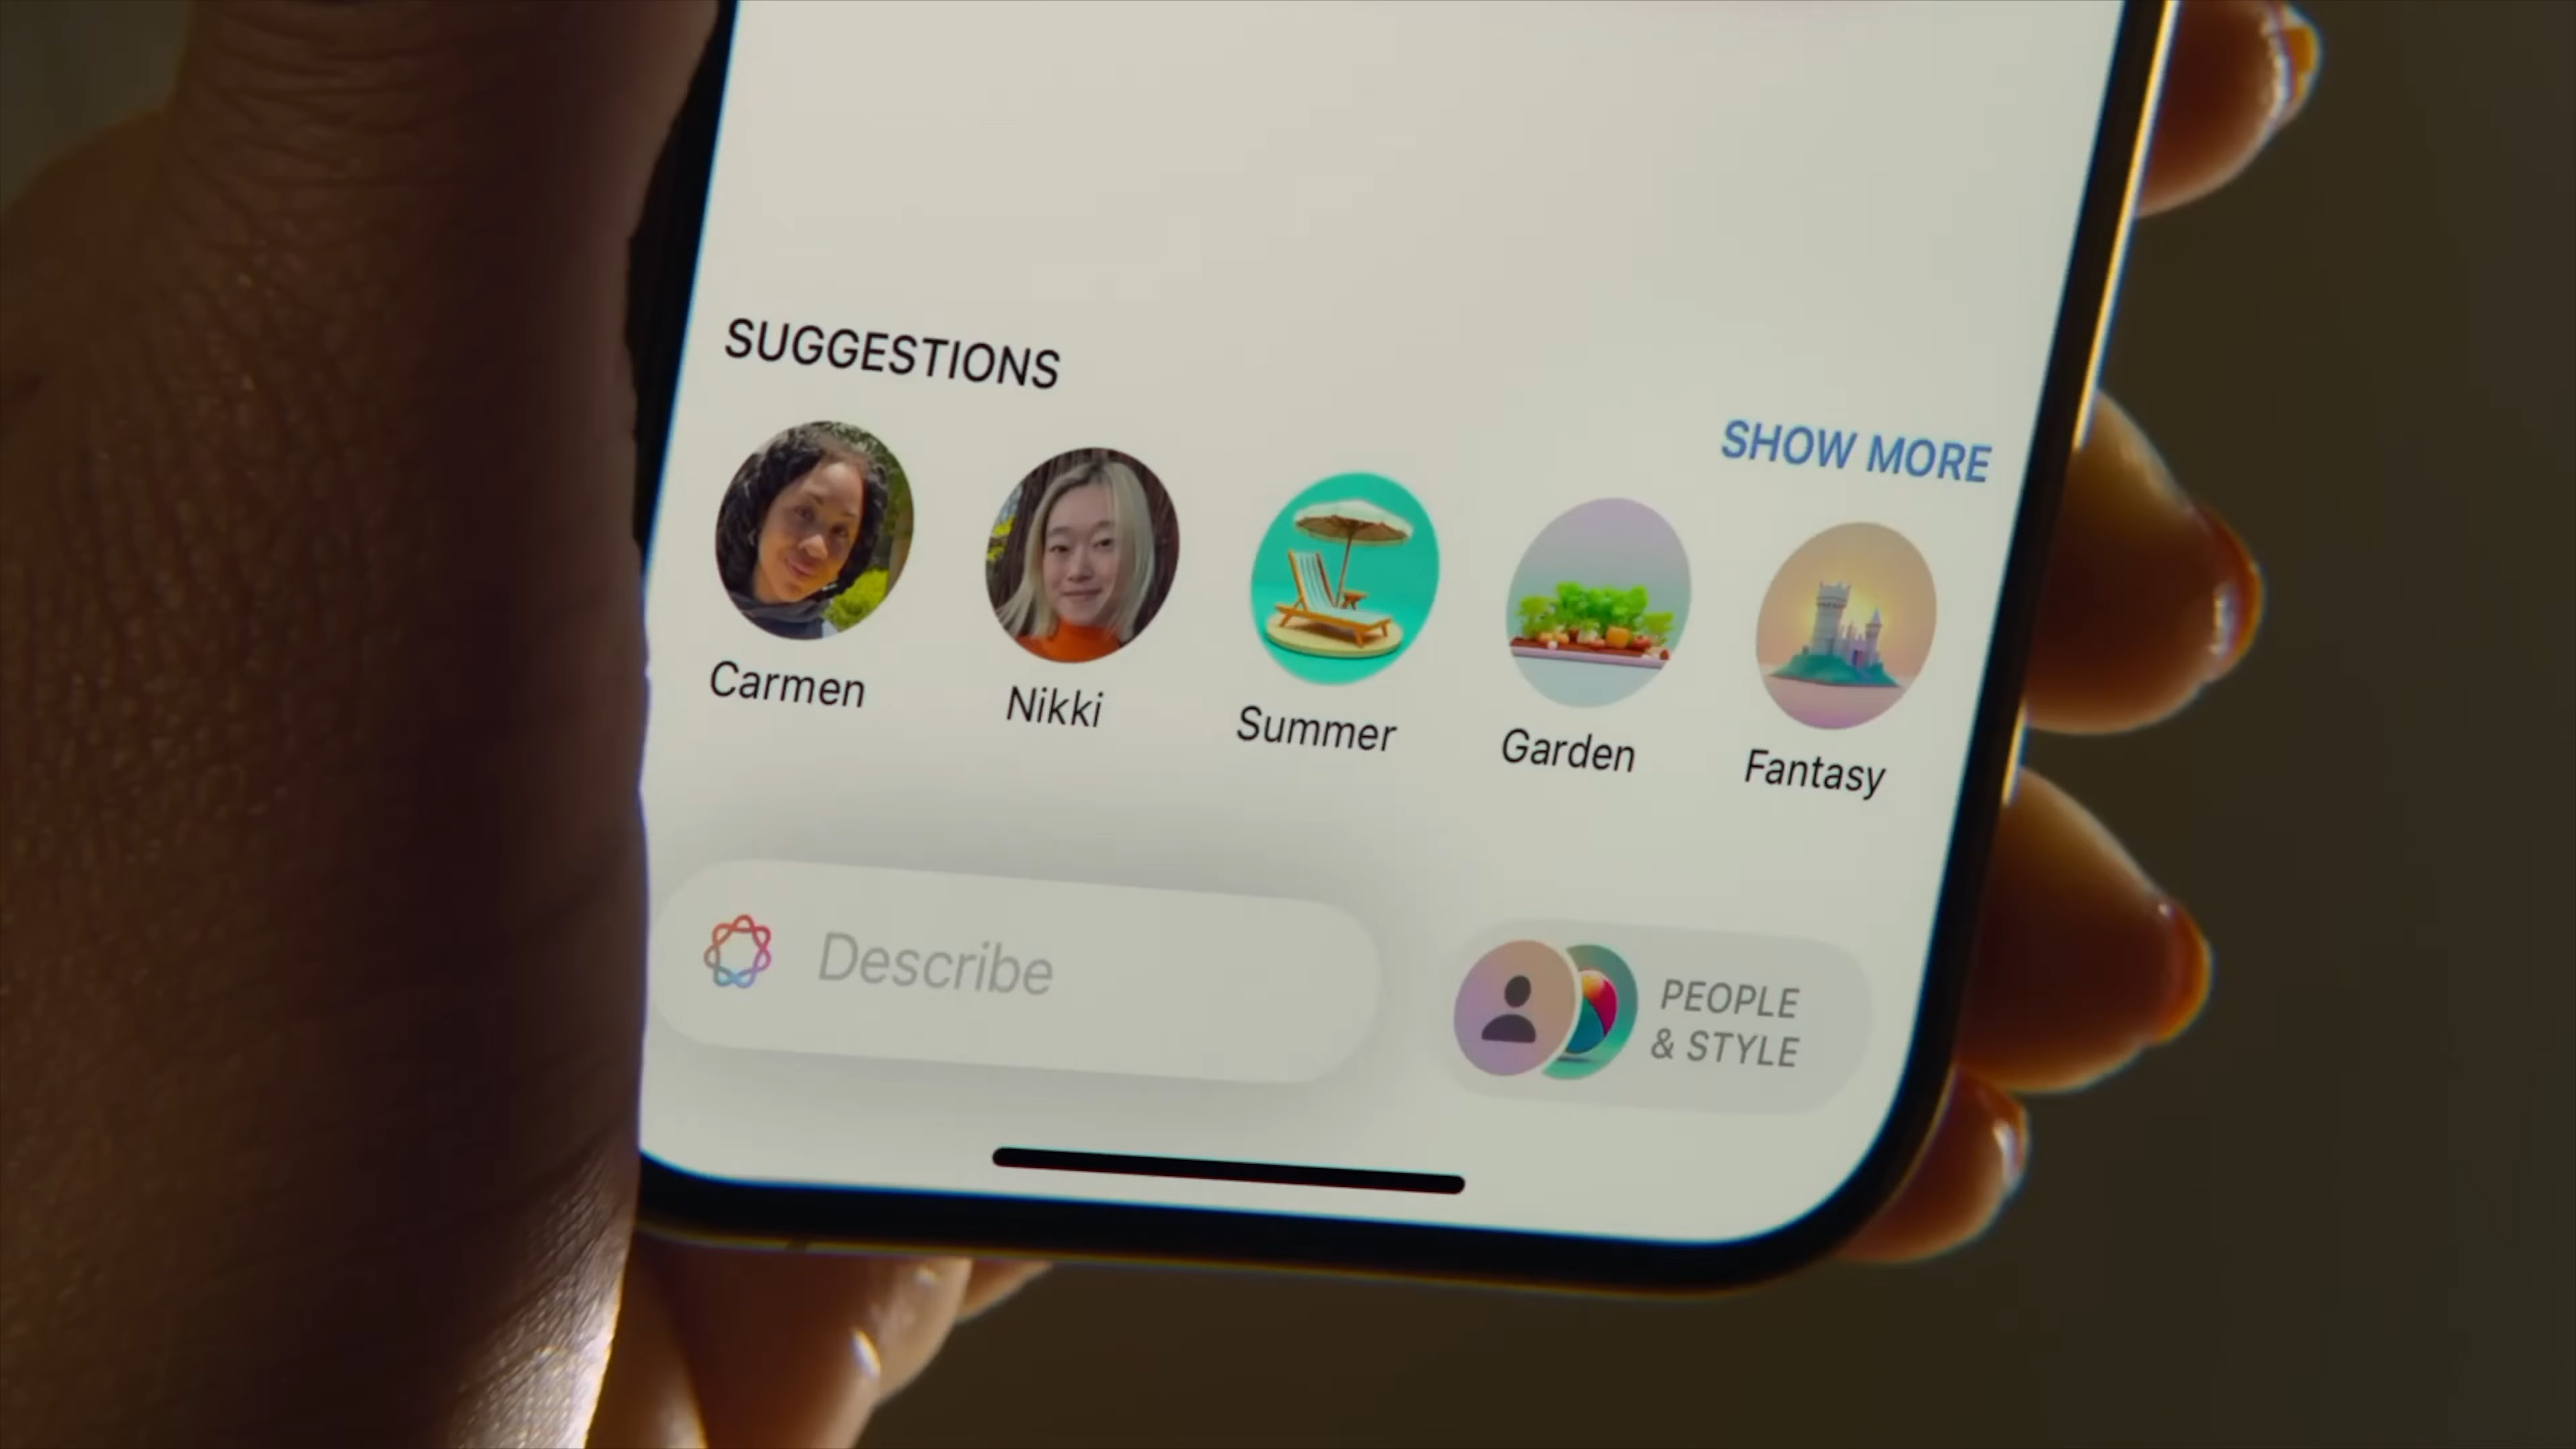 SUGGESTIONS
SHOW MORE
Carmen
Nikki
Summer
Garden
Fantasy
Describe
PEOPLE
& STYLE